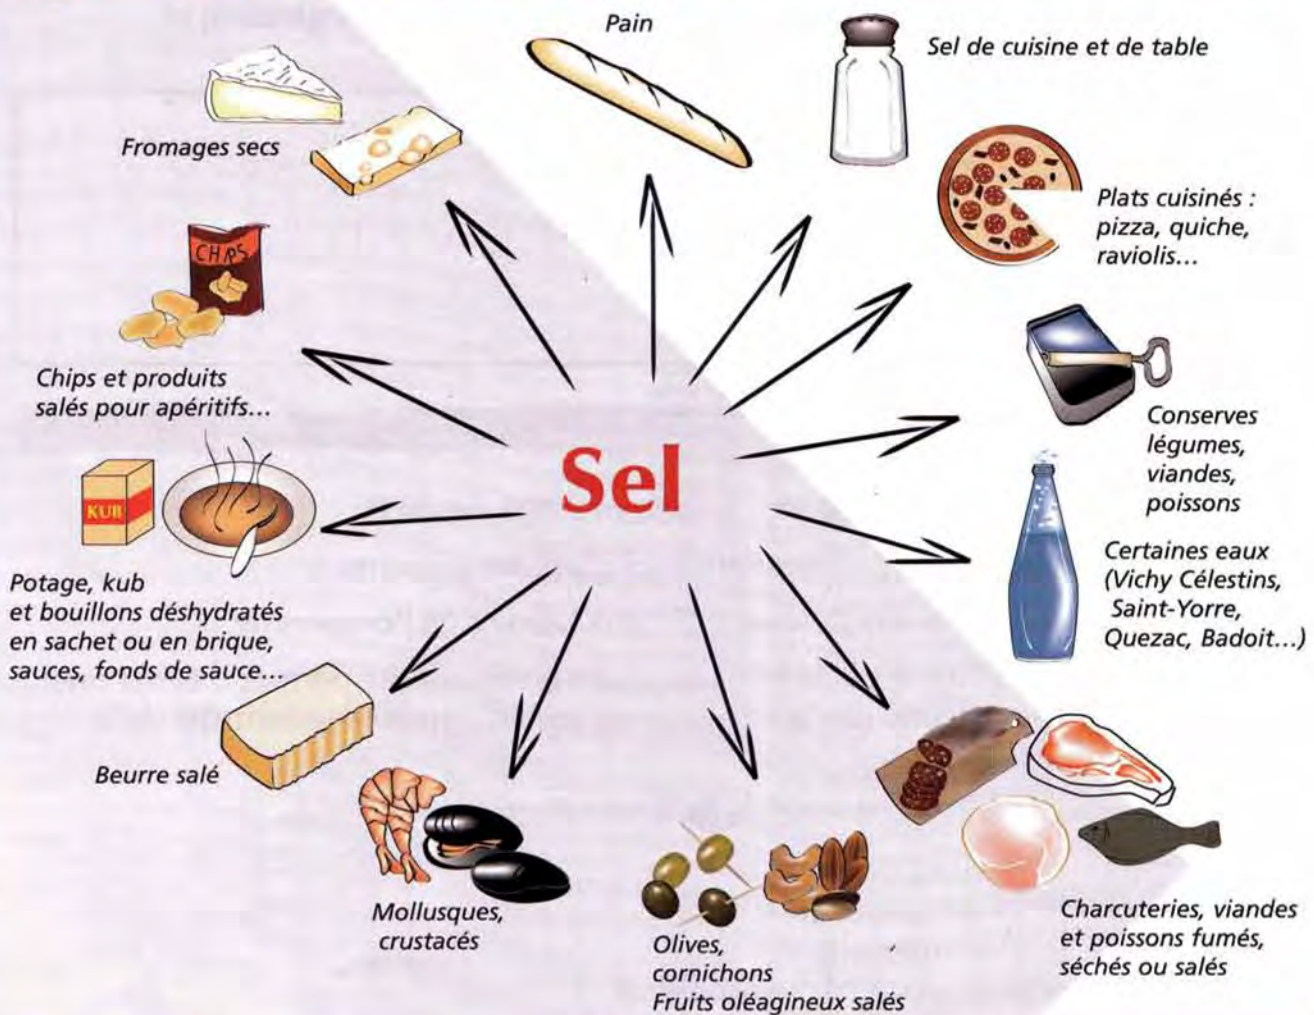 Pain
Sel de cuisine et de table
Fromages secs
Plats cuisinés :
pizza, quiche,
raviolis...
CHIPS
Chips et produits
salés pour apéritifs...
Conserves
légumes,
viandes,
poissons
Sel
KUB
Certaines eaux
(Vichy Célestins,
Saint-Yorre,
Quezac, Badoit...)
Potage, kub
et bouillons déshydratés
en sachet ou en brique,
sauces, fonds de sauce...
Beurre salé
Mollusques,
crustacés
Olives,
cornichons
Fruits oléagineux salés
Charcuteries, viandes
et poissons fumés,
séchés ou salés